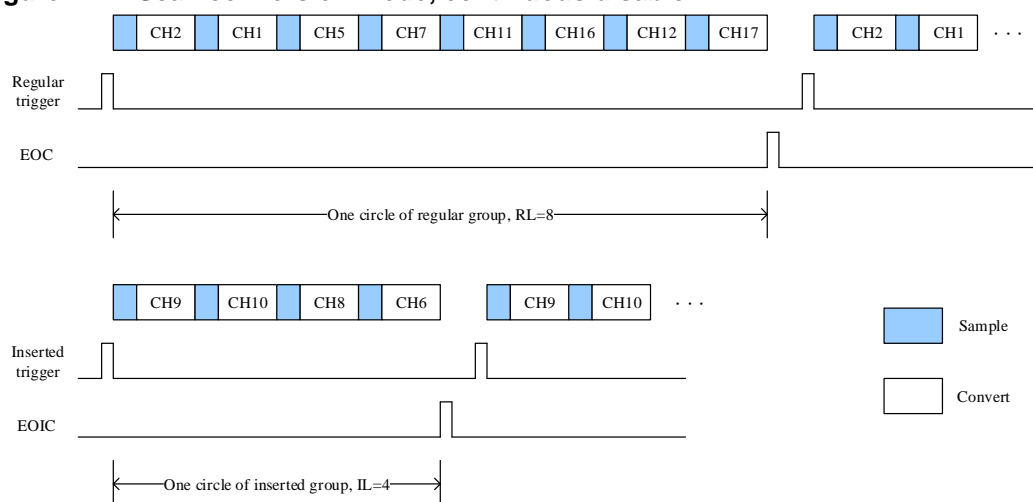 CH2 CH1 CH5 CH7 CH11 CH16 CH12 CH17 CH2 CH1 . . .
Regular
trigger
EOC
One circle of regular group, RL=8
CH9 CH10 CH8 CH6 CH9 CH10 . . .
Inserted
trigger
EOIC
One circle of inserted group, IL=4
Sample
Convert